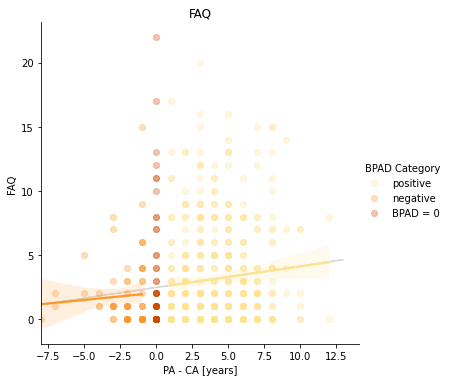 FAQ
20
15
10
5
0
FAQ
−7.5 −5.0 −2.5 0.0 2.5 5.0 7.5 10.0 12.5
PA - CA [years]
BPAD Category
positive
negative
BPAD = 0